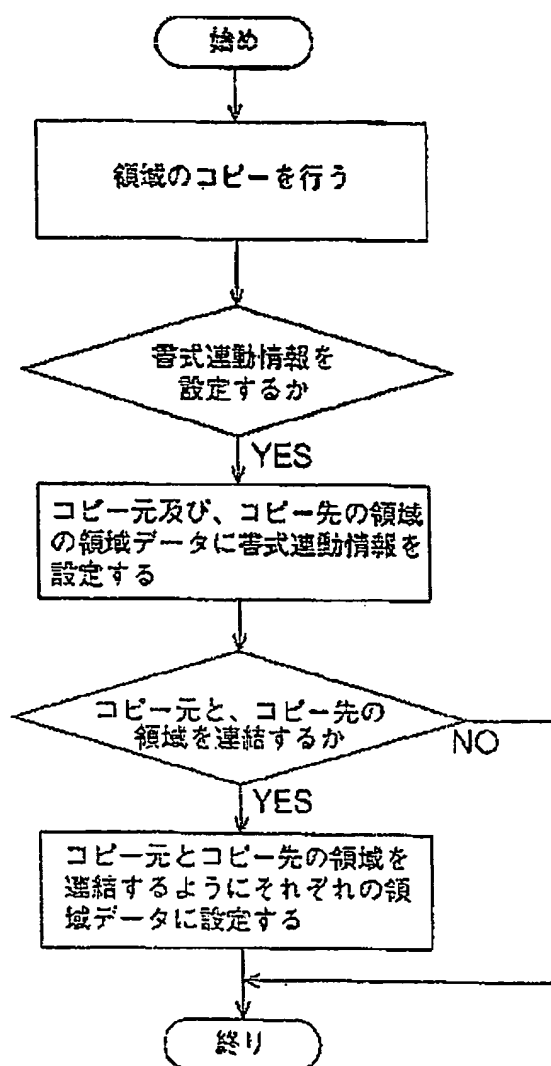 始め
領域のコピーを行う
書式連動情報を
設定するか
YES
コピー元及び、コピー先の領域
の領域データに書式連動情報を
設定する
コピー元と、コピー先の
領域を連結するか
NO
YES
コピー元とコピー先の領域を
連結するようにそれぞれの領
域データに設定する
終り